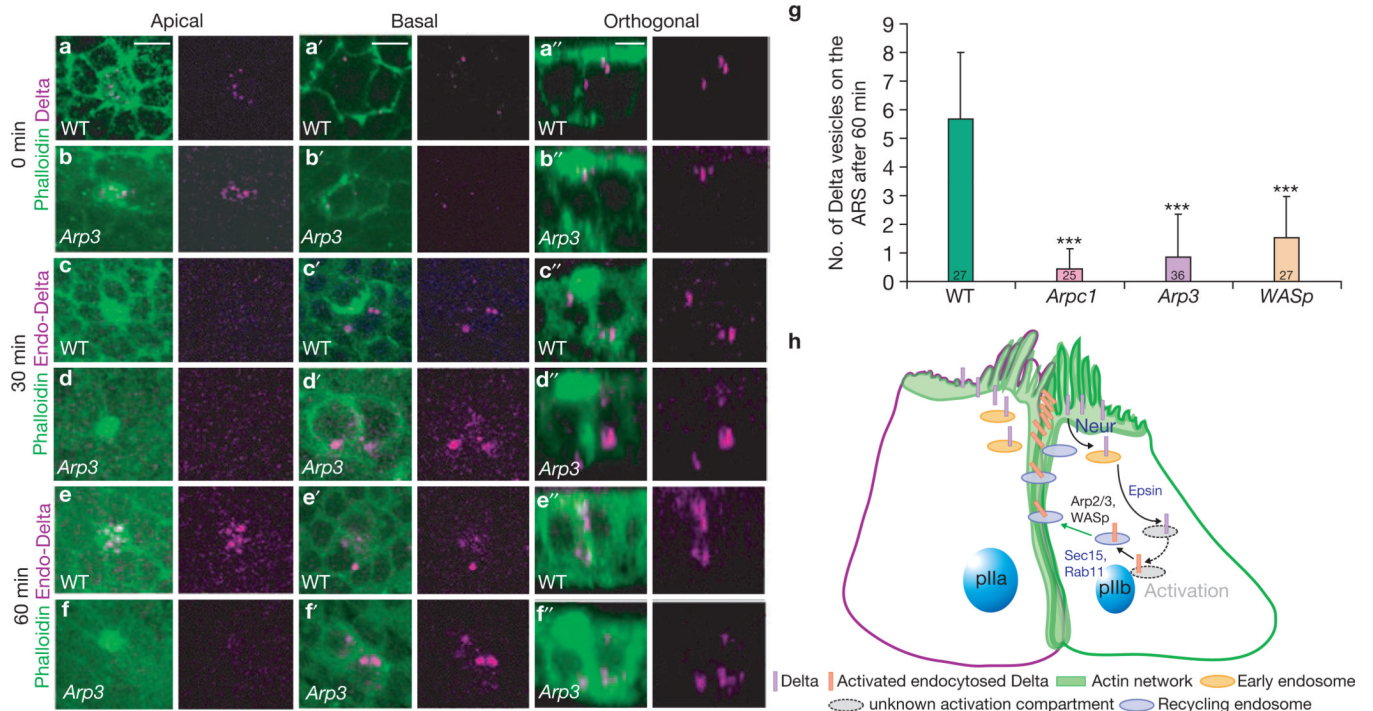 Apical Basal Orthogonal
0 min
Phalloidin Delta
a WT a′ WT a″ WT
b Arp3 b′ Arp3 b″ Arp3
30 min
Phalloidin Endo-Delta
c WT c′ WT c″ WT
d Arp3 d′ Arp3 d″ Arp3
60 min
Phalloidin Endo-Delta
e WT e′ WT e″ WT
f Arp3 f′ Arp3 f″ Arp3
g
No. of Delta vesicles on the
ARS after 60 min
9
8
7
6
5
4
3
2
1
0
*** *** ***
27 25 36 27
WT Arpc1 Arp3 WASp
h
Neur
Epsin
Arp2/3,
WASp
Sec15,
Rab11
pIIa pIIb Activation
Delta Activated endocytosed Delta Actin network Early endosome
unknown activation compartment Recycling endosome